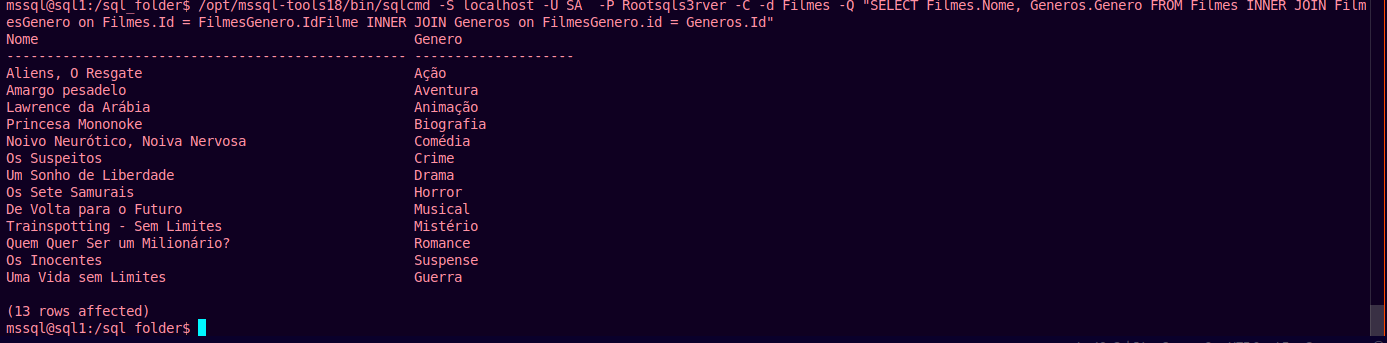 mssql@sql1:/sql_folder$ /opt/mssql-tools18/bin/sqlcmd -S localhost -U SA  -P Rootsqls3rver -C -d Filmes -Q "SELECT Filmes.Nome, Generos.Genero FROM Filmes INNER JOIN Film
esGenero on Filmes.Id = FilmesGenero.IdFilme INNER JOIN Generos on FilmesGenero.id = Generos.Id"
Nome Genero
-------------------------------------------------- --------------------
Aliens, O Resgate Ação
Amargo pesadelo Aventura
Lawrence da Arábia Animação
Princesa Mononoke Biografia
Noivo Neurótico, Noiva Nervosa Comédia
Os Suspeitos Crime
Um Sonho de Liberdade Drama
Os Sete Samurais Horror
De Volta para o Futuro Musical
Trainspotting - Sem Limites Mistério
Quem Quer Ser um Milionário? Romance
Os Inocentes Suspense
Uma Vida sem Limites Guerra
(13 rows affected)
mssql@sql1:/sql folder$